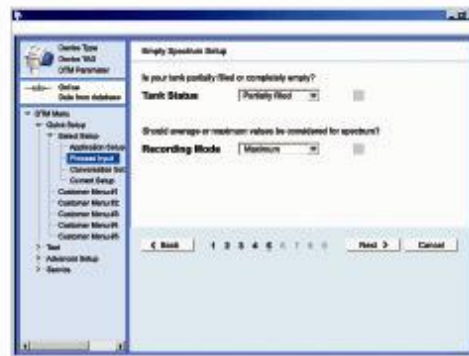 Device Type
Device TAG
DTM Parameter
Online
Data from database
DTM Menu
Quick Setup
Select Setup
Application Setup
Process Input
Conversation Set
Correct Setup
Customer Menu#1
Customer Menu#2
Customer Menu#3
Customer Menu#4
Customer Menu#5
Test
Advanced Setup
Service
Empty Spectrum Setup
Is your tank partially filled or completely empty?
Tank Status Partially filled
Should average or maximum values be considered for spectrum?
Recording Mode Maximum
< Back 1 2 3 4 5 6 7 8 9 Next > Cancel